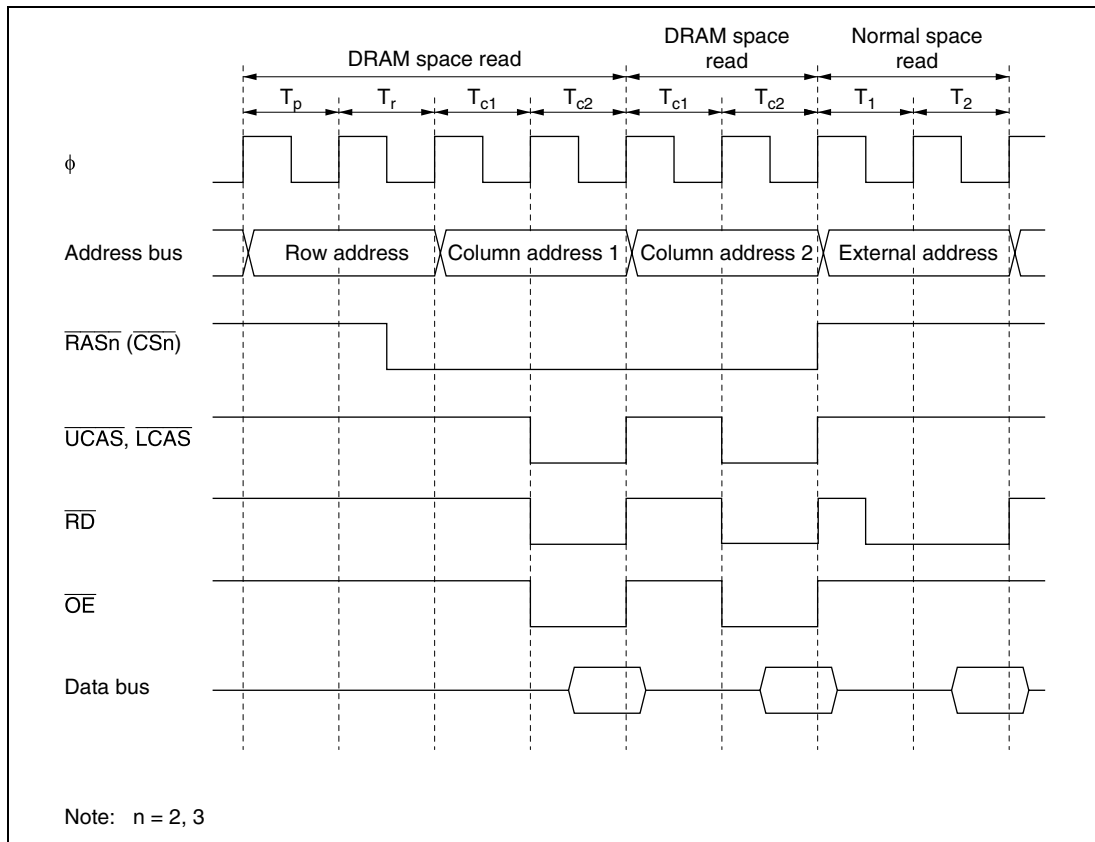 DRAM space read
DRAM space
read
Normal space
read
Tp Tr Tc1 Tc2 Tc1 Tc2 T1 T2
ϕ
Address bus
Row address
Column address 1
Column address 2
External address
RASn (CSn)
UCAS, LCAS
RD
OE
Data bus
Note: n = 2, 3